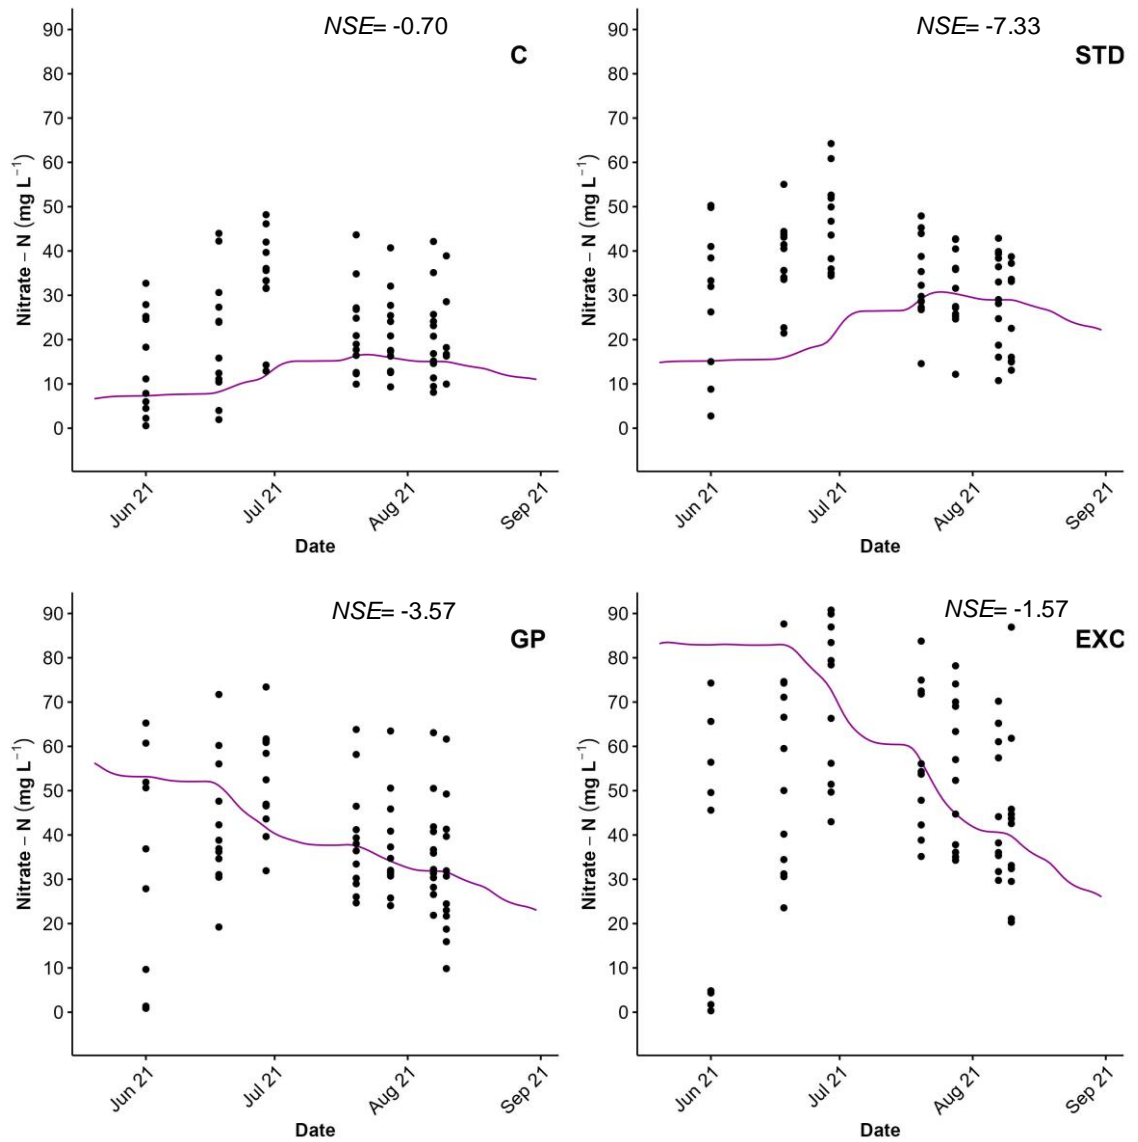 NSE= -0.70
C
90
80
70
60
50
40
30
20
10
0
Nitrate – N (mg L⁻¹)
Jun 21
Jul 21
Aug 21
Sep 21
Date
NSE= -7.33
STD
90
80
70
60
50
40
30
20
10
0
Nitrate – N (mg L⁻¹)
Jun 21
Jul 21
Aug 21
Sep 21
Date
NSE= -3.57
GP
90
80
70
60
50
40
30
20
10
0
Nitrate – N (mg L⁻¹)
Jun 21
Jul 21
Aug 21
Sep 21
Date
NSE= -1.57
EXC
90
80
70
60
50
40
30
20
10
0
Nitrate – N (mg L⁻¹)
Jun 21
Jul 21
Aug 21
Sep 21
Date